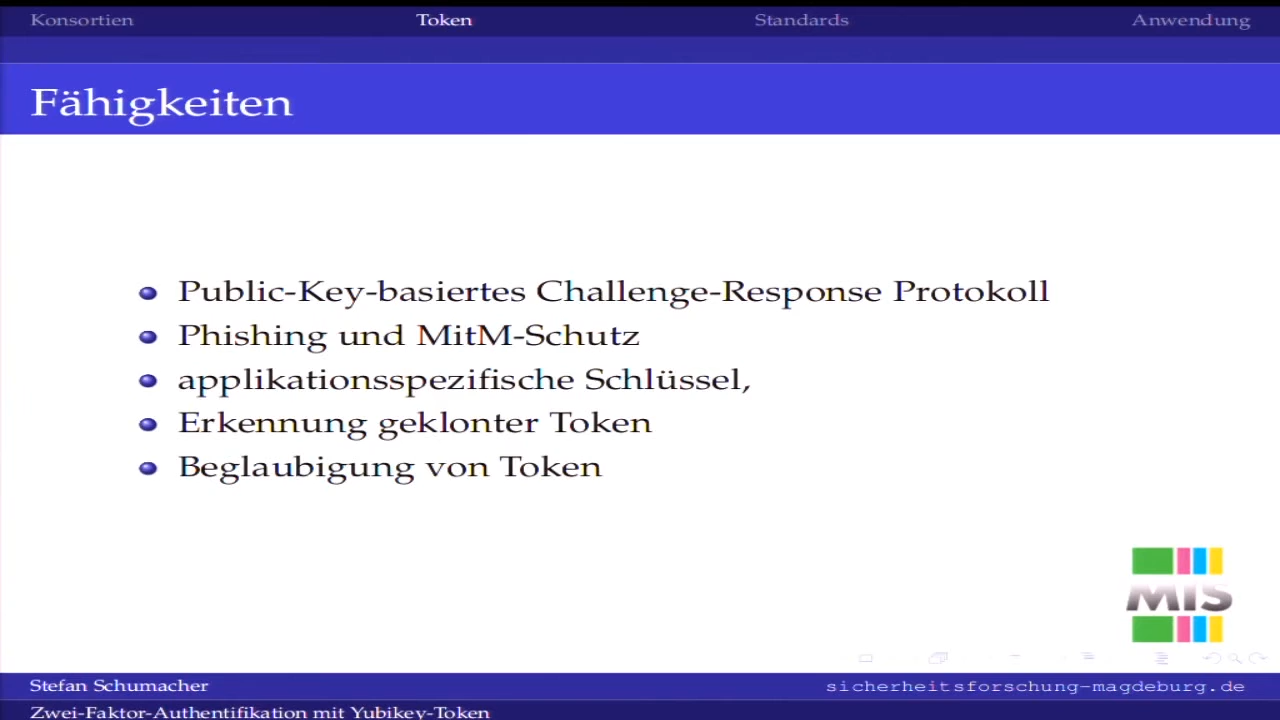 Konsortien Token Standards Anwendung
Fähigkeiten
Public-Key-basiertes Challenge-Response Protokoll
Phishing und MitM-Schutz
applikationsspezifische Schlüssel,
Erkennung geklonter Token
Beglaubigung von Token
MIS
Stefan Schumacher sicherheitsforschung-magdeburg.de
Zwei-Faktor-Authentifikation mit Yubikey-Token